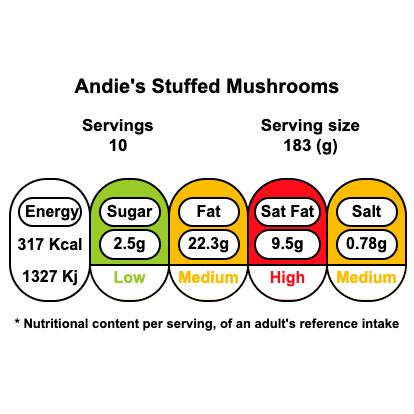 Andie's Stuffed Mushrooms
Servings Serving size
10 183 (g)
Energy Sugar Fat Sat Fat Salt
317 Kcal 2.5g 22.3g 9.5g 0.78g
1327 Kj Low Medium High Medium
* Nutritional content per serving, of an adult's reference intake